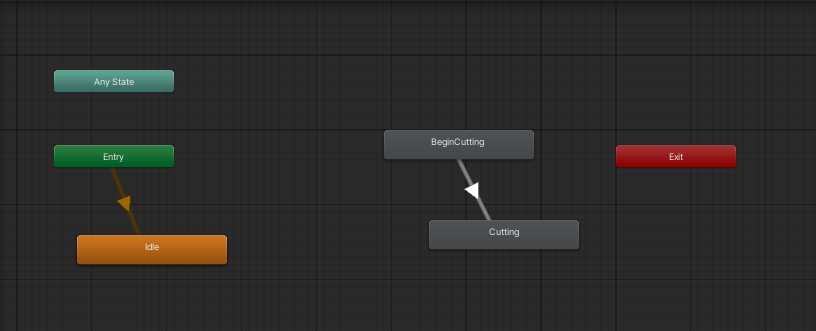 Any State
Entry
Idle
BeginCutting
Cutting
Exit